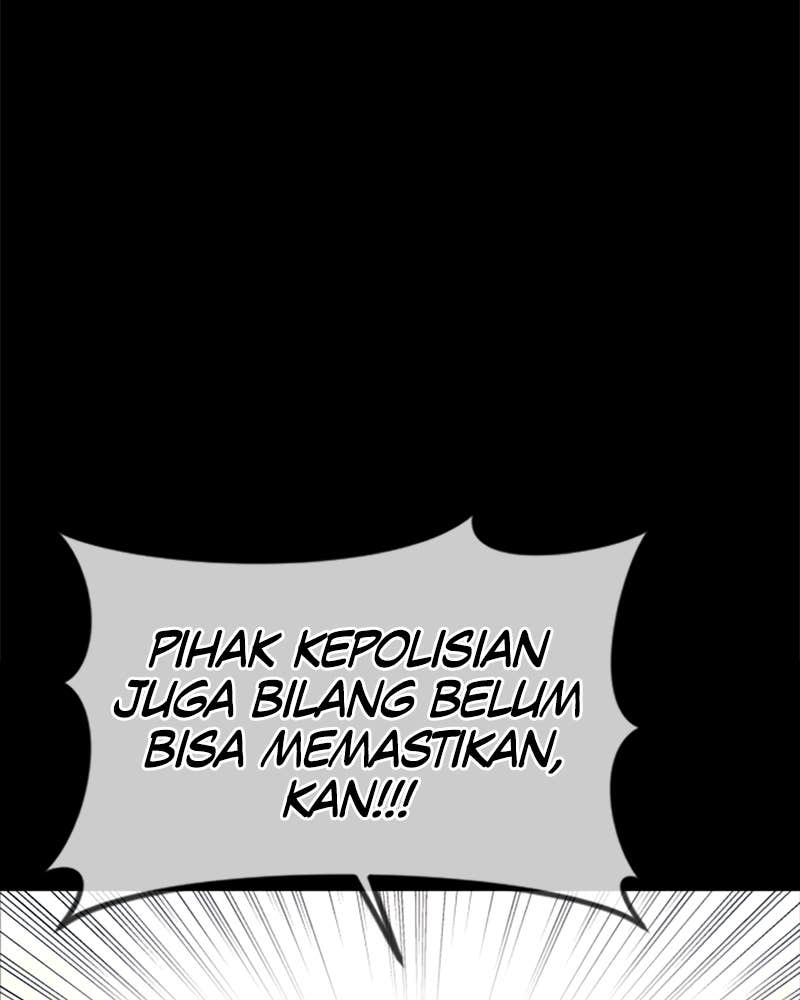 PIHAK KEPOLISIAN
JUGA BILANG BELUM
BISA MEMASTIKAN,
KAN!!!